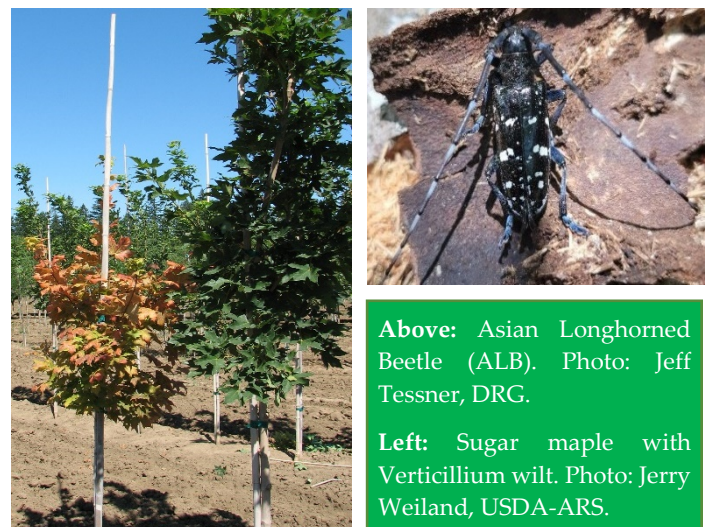 Above: Asian Longhorned
Beetle (ALB). Photo: Jeff
Tessner, DRG.
Left: Sugar maple with
Verticillium wilt. Photo: Jerry
Weiland, USDA-ARS.